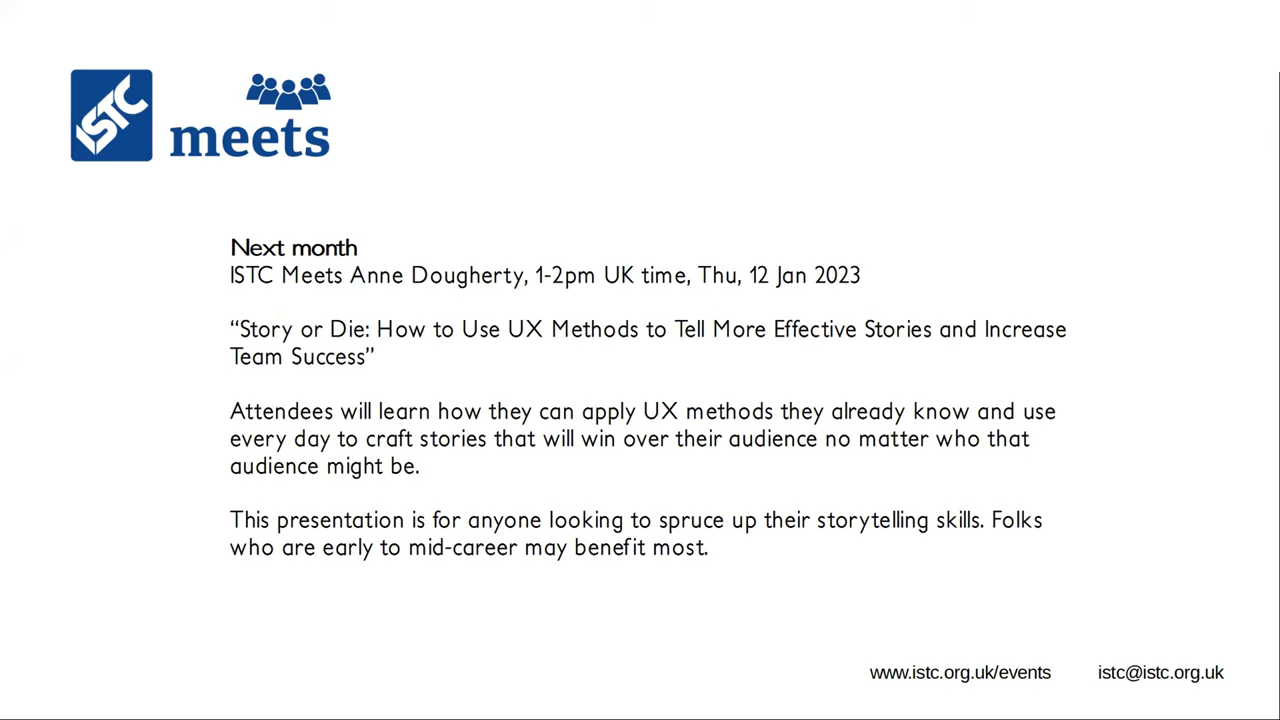 ISTC
meets
Next month
ISTC Meets Anne Dougherty, 1-2pm UK time, Thu, 12 Jan 2023
“Story or Die: How to Use UX Methods to Tell More Effective Stories and Increase
Team Success”
Attendees will learn how they can apply UX methods they already know and use
every day to craft stories that will win over their audience no matter who that
audience might be.
This presentation is for anyone looking to spruce up their storytelling skills. Folks
who are early to mid-career may benefit most.
www.istc.org.uk/events istc@istc.org.uk